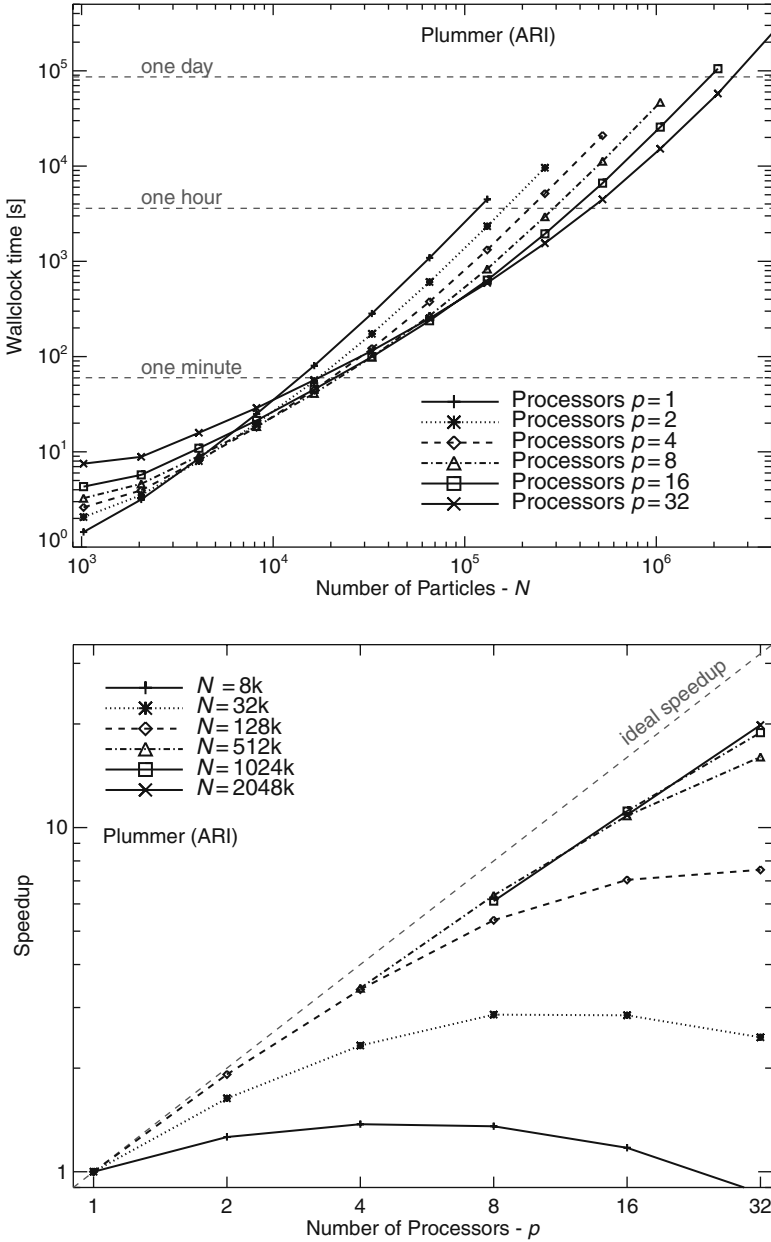 Plummer (ARI)
one day
one hour
one minute
Wallclock time [s]
10^5
10^4
10^3
10^2
10^1
10^0
Processors p= 1
Processors p= 2
Processors p= 4
Processors p= 8
Processors p= 16
Processors p= 32
10^3
10^4
10^5
10^6
Number of Particles - N
N = 8k
N = 32k
N = 128k
N = 512k
N = 1024k
N = 2048k
ideal speedup
Plummer (ARI)
Speedup
10
1
1
2
4
8
16
32
Number of Processors - p